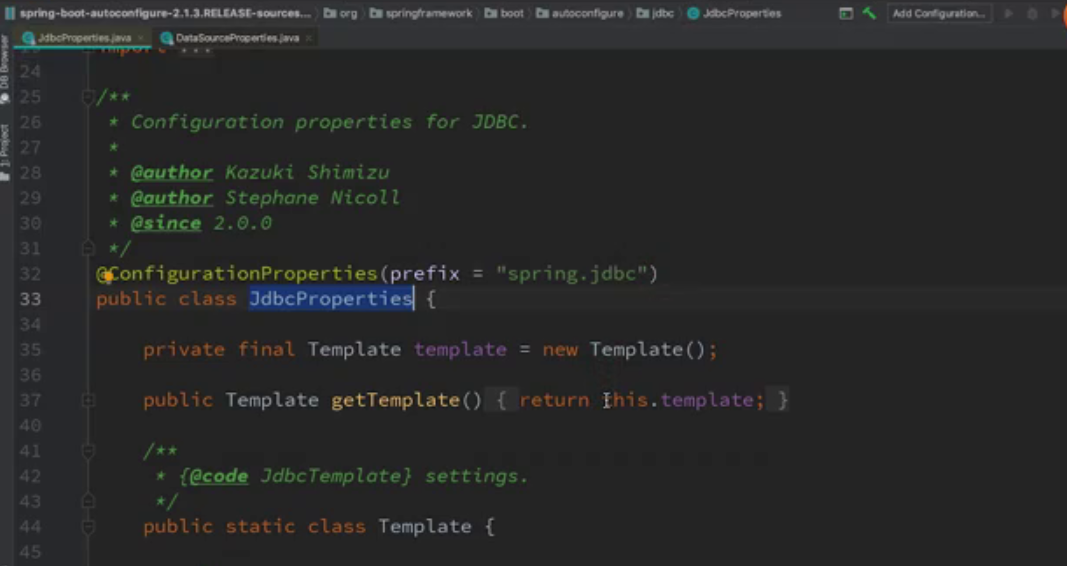 spring-boot-autoconfigure-2.1.3.RELEASE-sources... org springframework boot autoconfigure jdbc JdbcProperties Add Configuration...
JdbcProperties.java DataSourceProperties.java
DB Browser
1: Project
23 import ...
24
25 /**
26 * Configuration properties for JDBC.
27 *
28 * @author Kazuki Shimizu
29 * @author Stephane Nicoll
30 * @since 2.0.0
31 */
32 @ConfigurationProperties(prefix = "spring.jdbc")
33 public class JdbcProperties {
34
35 private final Template template = new Template();
36
37 public Template getTemplate() { return this.template; }
40
41 /**
42 * {@code JdbcTemplate} settings.
43 */
44 public static class Template {
45